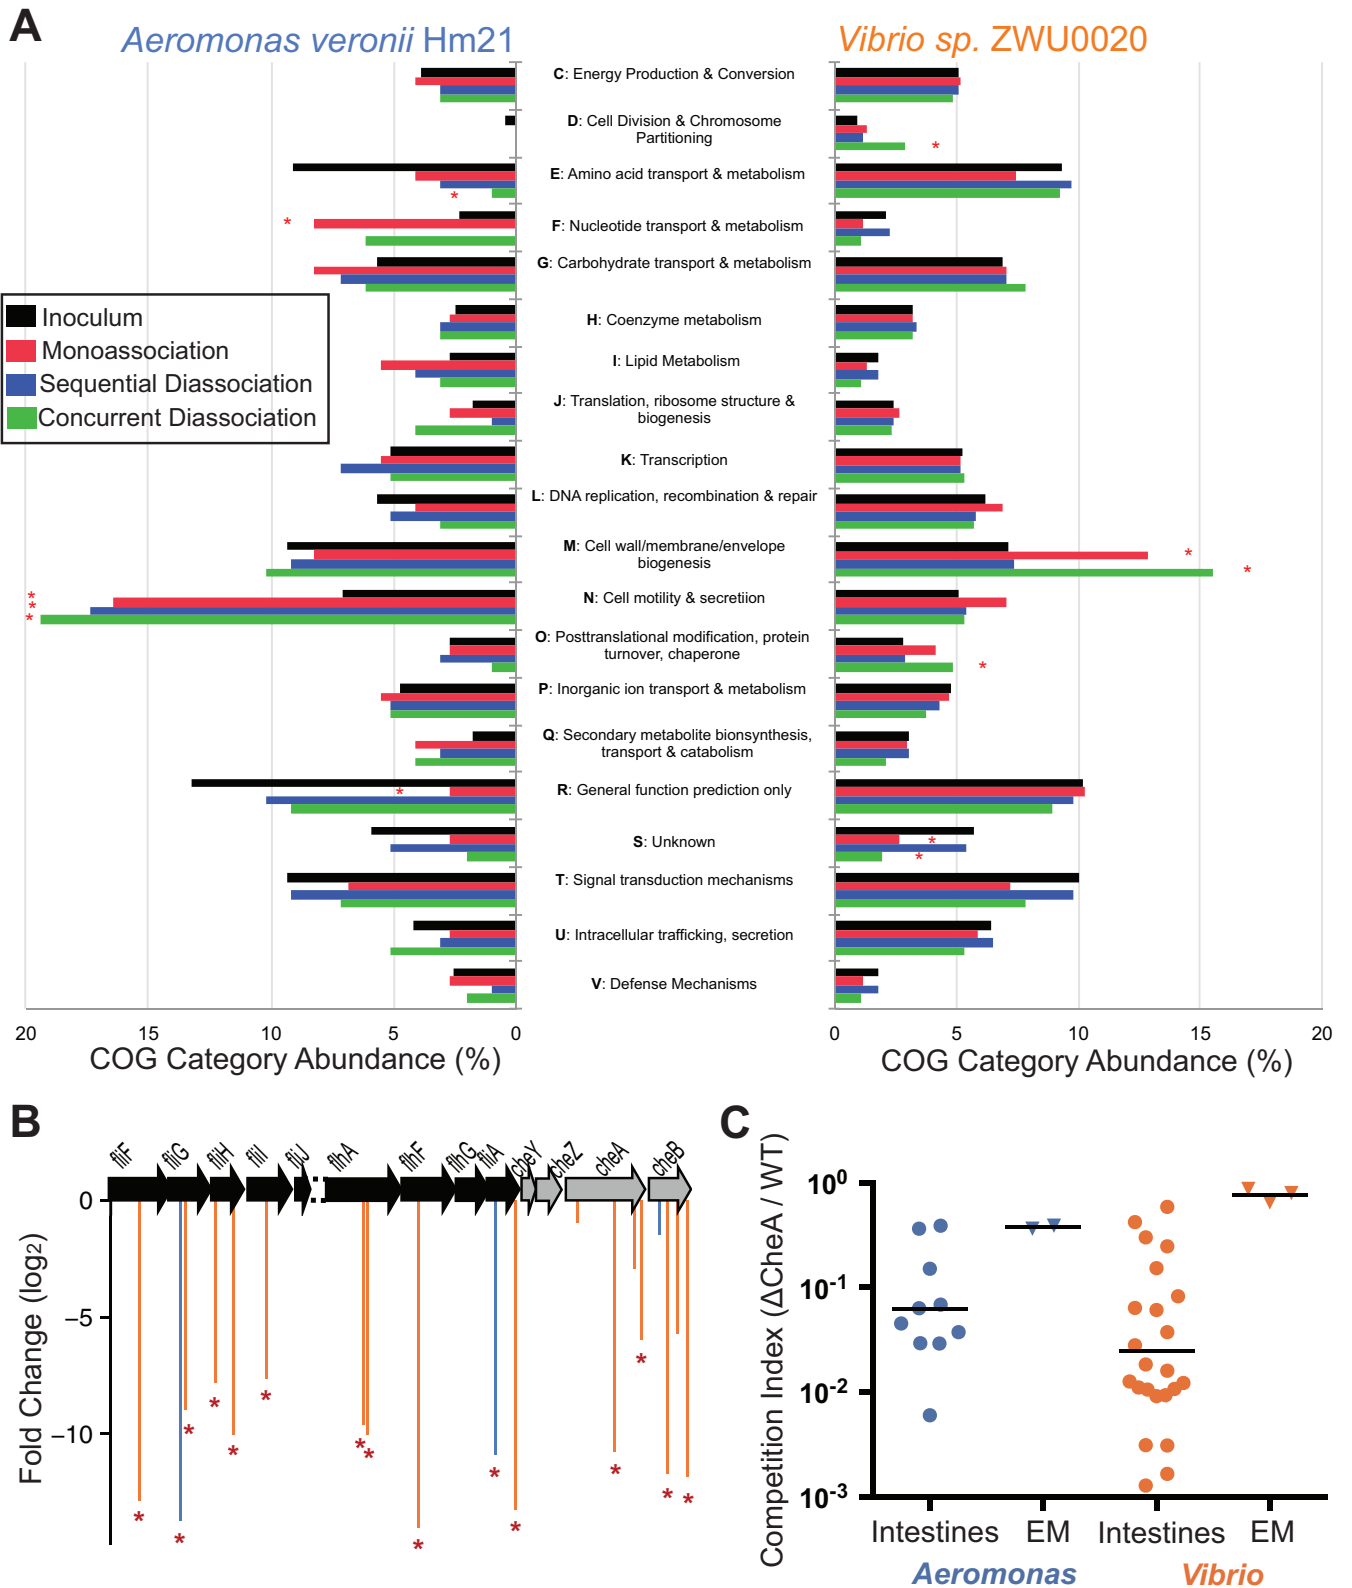 A
Aeromonas veronii Hm21
Vibrio sp. ZWU0020
C: Energy Production & Conversion
D: Cell Division & Chromosome
Partitioning
*
E: Amino acid transport & metabolism
*
F: Nucleotide transport & metabolism
*
G: Carbohydrate transport & metabolism
Inoculum
Monoassociation
Sequential Diassociation
Concurrent Diassociation
H: Coenzyme metabolism
I: Lipid Metabolism
J: Translation, ribosome structure &
biogenesis
K: Transcription
L: DNA replication, recombination & repair
M: Cell wall/membrane/envelope
biogenesis
*
*
N: Cell motility & secretiion
*
*
*
O: Posttranslational modification, protein
turnover, chaperone
*
P: Inorganic ion transport & metabolism
Q: Secondary metabolite bionsynthesis,
transport & catabolism
R: General function prediction only
*
S: Unknown
*
*
T: Signal transduction mechanisms
U: Intracellular trafficking, secretion
V: Defense Mechanisms
20 15 10 5 0
COG Category Abundance (%)
0 5 10 15 20
COG Category Abundance (%)
B
fliF fliG fliH fliI fliJ flhA flhF flhG fliA cheY cheZ cheA cheB
0
−5
−10
Fold Change (log2)
* * * * * * * * * * * * * * *
C
Competition Index (ΔCheA / WT)
10⁰
10⁻¹
10⁻²
10⁻³
Intestines EM Intestines EM
Aeromonas Vibrio